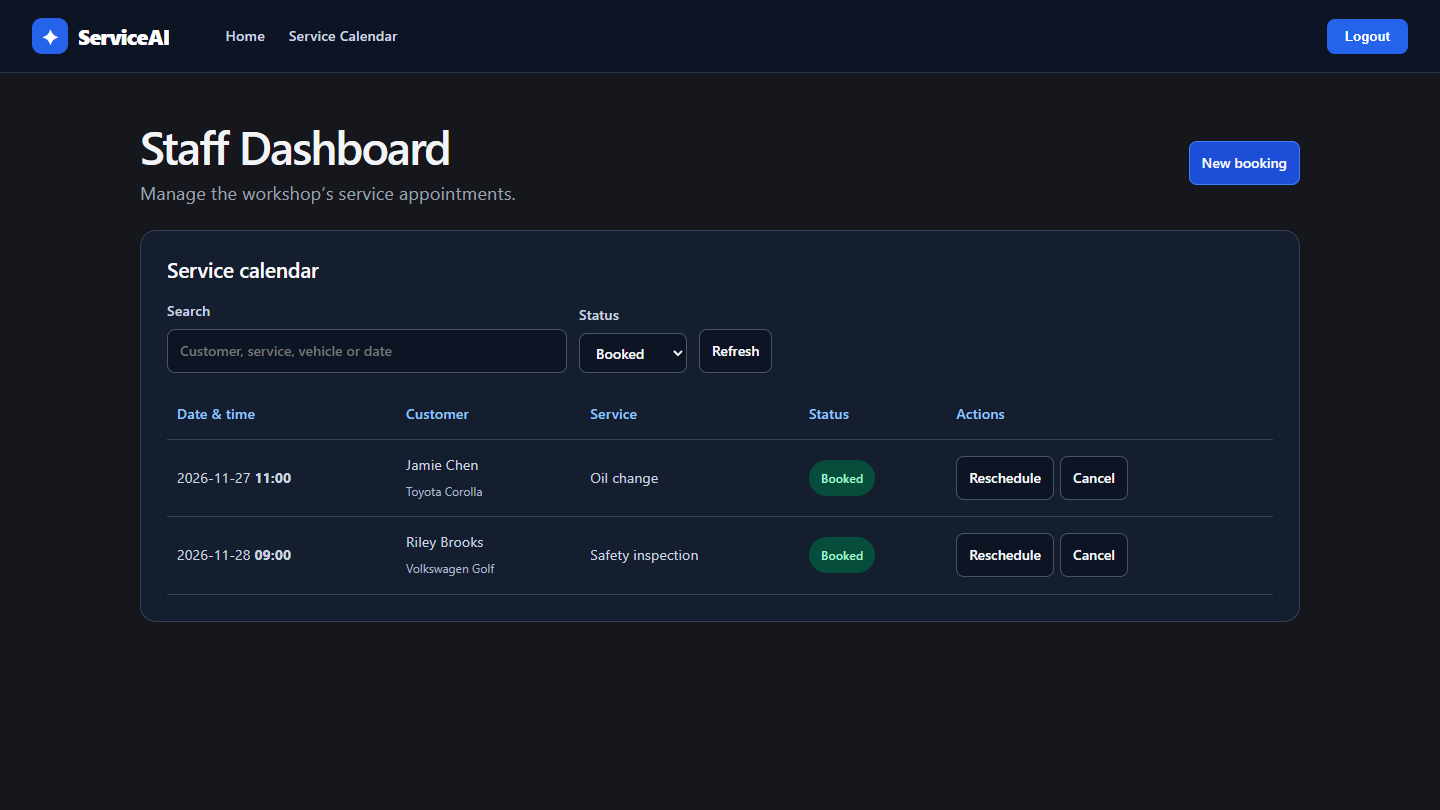 ✦ ServiceAI Home Service Calendar Logout
Staff Dashboard
New booking
Manage the workshop’s service appointments.
Service calendar
Search
Status
Customer, service, vehicle or date
Booked
Refresh
Date & time Customer Service Status Actions
2026-11-27 11:00 Jamie Chen Oil change Booked Reschedule Cancel
Toyota Corolla
2026-11-28 09:00 Riley Brooks Safety inspection Booked Reschedule Cancel
Volkswagen Golf